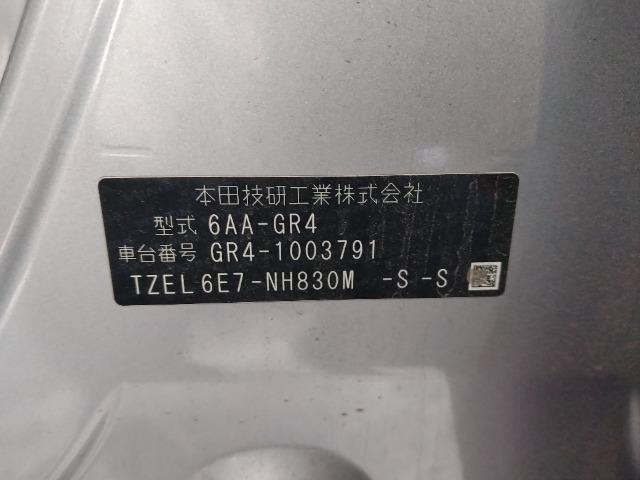 本田技研工業株式会社
型式 6AA-GR4
車台番号 GR4-1003791
TZEL 6E7-NH830M -S -S